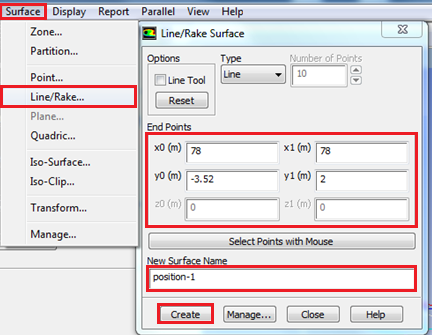 Surface Display Report Parallel View Help
Zone...
Partition...
Point...
Line/Rake...
Plane...
Quadric...
Iso-Surface...
Iso-Clip...
Transform...
Manage...
Line/Rake Surface
Options
Line Tool
Reset
Type
Line
Number of Points
10
End Points
x0 (m) 78 x1 (m) 78
y0 (m) -3.52 y1 (m) 2
z0 (m) 0 z1 (m) 0
Select Points with Mouse
New Surface Name
position-1
Create Manage... Close Help